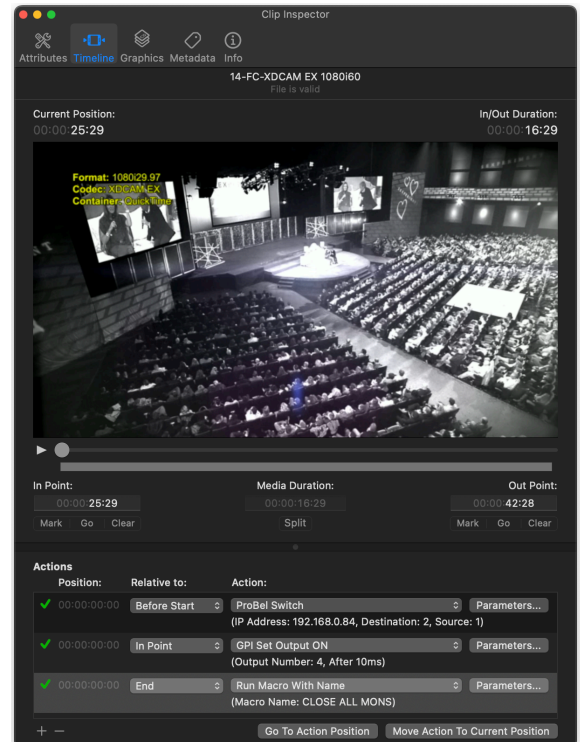 Clip Inspector
Attributes Timeline Graphics Metadata Info
14-FC-XDCAM EX 1080i60
File is valid
Current Position: In/Out Duration:
00:00:25:29 00:00:16:29
Format: 1080i29.97
Codec: XDCAM EX
Container: QuickTime
In Point: Media Duration: Out Point:
00:00:25:29 00:00:16:29 00:00:42:28
Mark Go Clear Split Mark Go Clear
Actions
Position: Relative to: Action:
00:00:00:00 Before Start ProBel Switch Parameters...
(IP Address: 192.168.0.84, Destination: 2, Source: 1)
00:00:00:00 In Point GPI Set Output ON Parameters...
(Output Number: 4, After 10ms)
00:00:00:00 End Run Macro With Name Parameters...
(Macro Name: CLOSE ALL MONS)
+ − Go To Action Position Move Action To Current Position